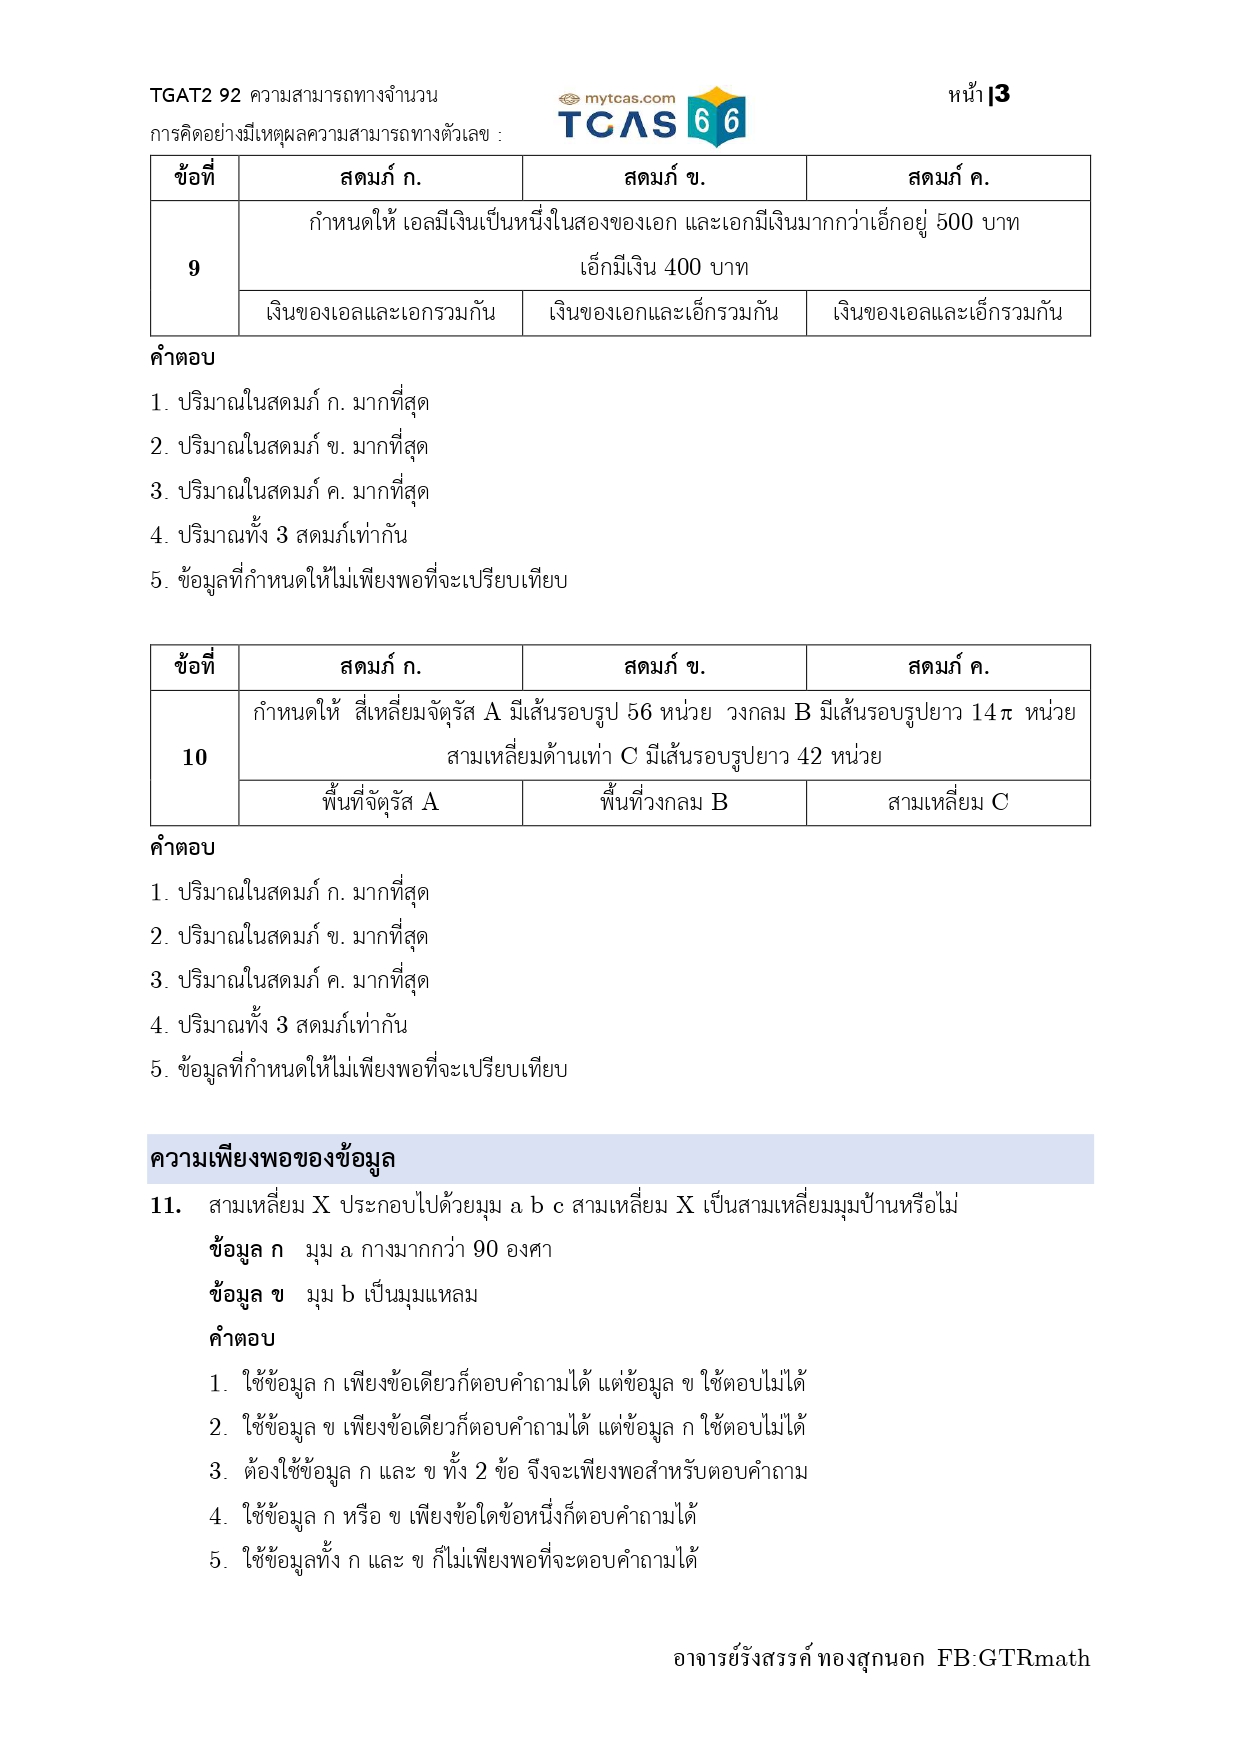 TGAT2 92 ความสามารถทางจำนวน
mytcas.com
TCAS 66
หน้า |3
การคิดอย่างมีเหตุผลความสามารถทางตัวเลข :
ข้อที่ สดมภ์ ก. สดมภ์ ข. สดมภ์ ค.
กำหนดให้ เอลมีเงินเป็นหนึ่งในสองของเอก และเอกมีเงินมากกว่าเอ็กอยู่ 500 บาท
9
เอ็กมีเงิน 400 บาท
เงินของเอลและเอกรวมกัน เงินของเอกและเอ็กรวมกัน เงินของเอลและเอ็กรวมกัน
คำตอบ
1. ปริมาณในสดมภ์ ก. มากที่สุด
2. ปริมาณในสดมภ์ ข. มากที่สุด
3. ปริมาณในสดมภ์ ค. มากที่สุด
4. ปริมาณทั้ง 3 สดมภ์เท่ากัน
5. ข้อมูลที่กำหนดให้ไม่เพียงพอที่จะเปรียบเทียบ
ข้อที่ สดมภ์ ก. สดมภ์ ข. สดมภ์ ค.
กำหนดให้ สี่เหลี่ยมจัตุรัส A มีเส้นรอบรูป 56 หน่วย วงกลม B มีเส้นรอบรูปยาว 14π หน่วย
10
สามเหลี่ยมด้านเท่า C มีเส้นรอบรูปยาว 42 หน่วย
พื้นที่จัตุรัส A พื้นที่วงกลม B สามเหลี่ยม C
คำตอบ
1. ปริมาณในสดมภ์ ก. มากที่สุด
2. ปริมาณในสดมภ์ ข. มากที่สุด
3. ปริมาณในสดมภ์ ค. มากที่สุด
4. ปริมาณทั้ง 3 สดมภ์เท่ากัน
5. ข้อมูลที่กำหนดให้ไม่เพียงพอที่จะเปรียบเทียบ
ความเพียงพอของข้อมูล
11. สามเหลี่ยม X ประกอบไปด้วยมุม a b c สามเหลี่ยม X เป็นสามเหลี่ยมมุมป้านหรือไม่
ข้อมูล ก มุม a กางมากกว่า 90 องศา
ข้อมูล ข มุม b เป็นมุมแหลม
คำตอบ
1. ใช้ข้อมูล ก เพียงข้อเดียวก็ตอบคำถามได้ แต่ข้อมูล ข ใช้ตอบไม่ได้
2. ใช้ข้อมูล ข เพียงข้อเดียวก็ตอบคำถามได้ แต่ข้อมูล ก ใช้ตอบไม่ได้
3. ต้องใช้ข้อมูล ก และ ข ทั้ง 2 ข้อ จึงจะเพียงพอสำหรับตอบคำถาม
4. ใช้ข้อมูล ก หรือ ข เพียงข้อใดข้อหนึ่งก็ตอบคำถามได้
5. ใช้ข้อมูลทั้ง ก และ ข ก็ไม่เพียงพอที่จะตอบคำถามได้
อาจารย์รังสรรค์ ทองสุกนอก FB:GTRmath